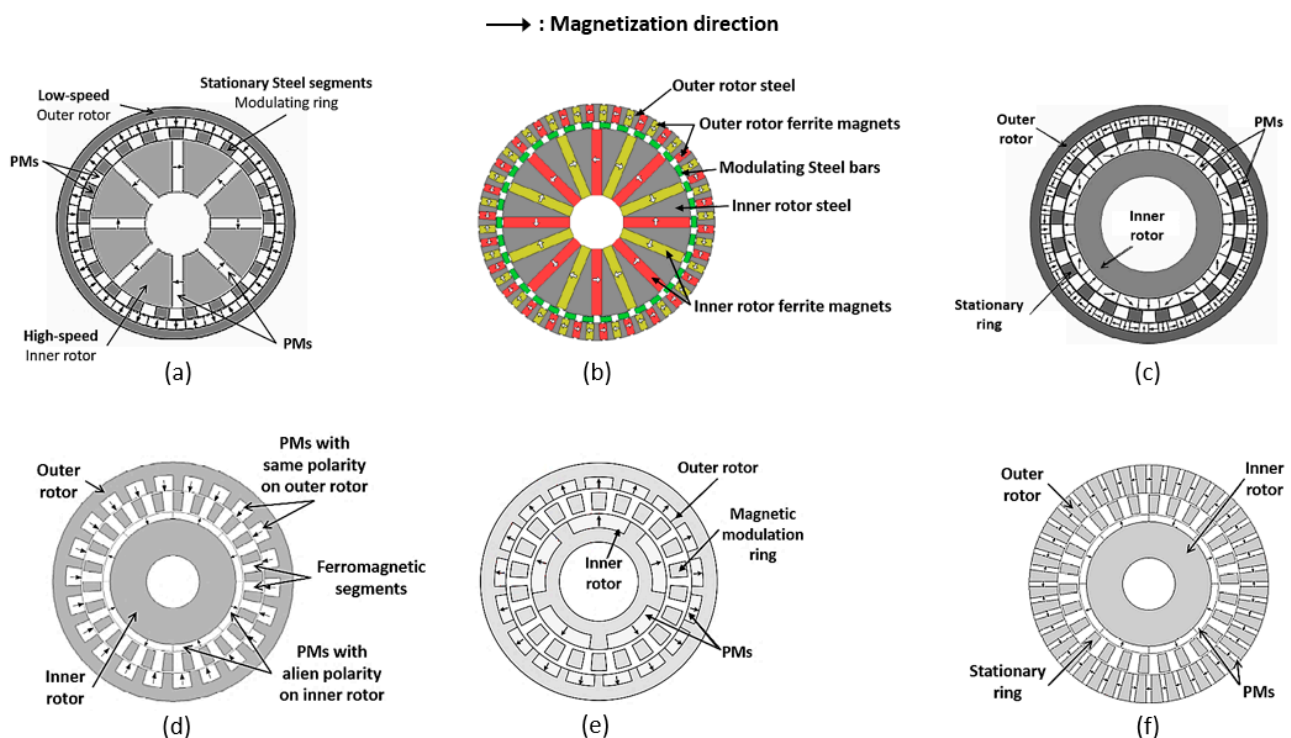 : Magnetization direction
Low-speed
Outer rotor
Stationary Steel segments
Modulating ring
PMs
High-speed
Inner rotor
PMs
(a)
Outer rotor steel
Outer rotor ferrite magnets
Modulating Steel bars
Inner rotor steel
Inner rotor ferrite magnets
(b)
Outer
rotor
PMs
Inner
rotor
Stationary
ring
(c)
Outer
rotor
PMs with
same polarity
on outer rotor
Ferromagnetic
segments
Inner
rotor
PMs with
alien polarity
on inner rotor
(d)
Outer rotor
Magnetic
modulation
ring
Inner
rotor
PMs
(e)
Outer
rotor
Inner
rotor
Stationary
ring
PMs
(f)